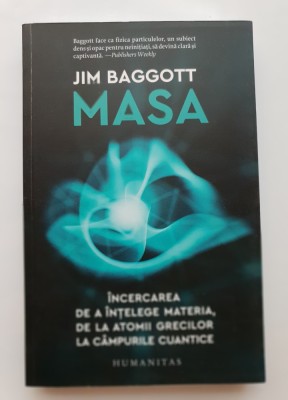 Baggott face ca fizica particulelor, un subiect
dens și opac pentru neinițiați, să devină clară și
captivantă. —Publishers Weekly
JIM BAGGOTT
MASA
ÎNCERCAREA
DE A ÎNȚELEGE MATERIA,
DE LA ATOMII GRECILOR
LA CÂMPURILE CUANTICE
HUMANITAS